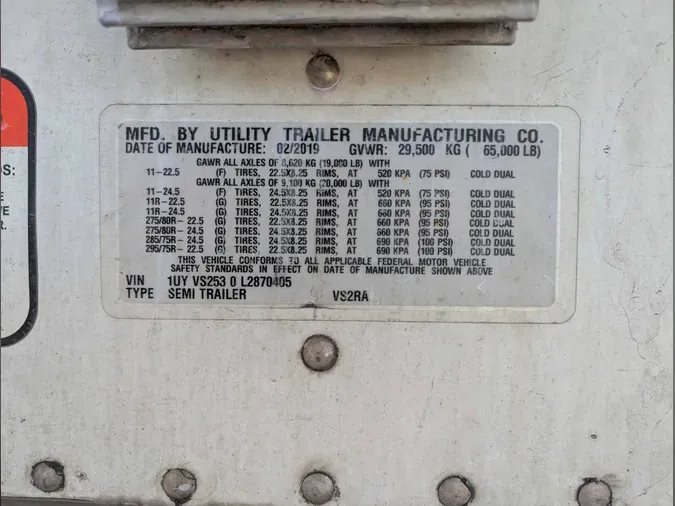 MFD. BY UTILITY TRAILER MANUFACTURING CO.
DATE OF MANUFACTURE: 02/2019 GVWR: 29,500 KG ( 65,000 LB)
GAWR ALL AXLES OF 8,620 KG (19,000 LB) WITH
11-22.5 (F) TIRES, 22.5X8.25 RIMS, AT 520 KPA (75 PSI) COLD DUAL
GAWR ALL AXLES OF 9,100 KG (20,000 LB) WITH
11-24.5 (F) TIRES, 24.5X8.25 RIMS, AT 520 KPA (75 PSI) COLD DUAL
11R-22.5 (G) TIRES, 22.5X8.25 RIMS, AT 660 KPA (95 PSI) COLD DUAL
11R-24.5 (G) TIRES, 24.5X8.25 RIMS, AT 660 KPA (95 PSI) COLD DUAL
275/80R-22.5 (G) TIRES, 22.5X8.25 RIMS, AT 660 KPA (95 PSI) COLD DUAL
275/80R-24.5 (G) TIRES, 24.5X8.25 RIMS, AT 660 KPA (95 PSI) COLD DUAL
285/75R-24.5 (G) TIRES, 24.5X8.25 RIMS, AT 690 KPA (100 PSI) COLD DUAL
295/75R-22.5 (G) TIRES, 22.5X8.25 RIMS, AT 690 KPA (100 PSI) COLD DUAL
THIS VEHICLE CONFORMS TO ALL APPLICABLE FEDERAL MOTOR VEHICLE
SAFETY STANDARDS IN EFFECT ON DATE OF MANUFACTURE SHOWN ABOVE
VIN 1UY VS253 0 L2870405
TYPE SEMI TRAILER VS2RA